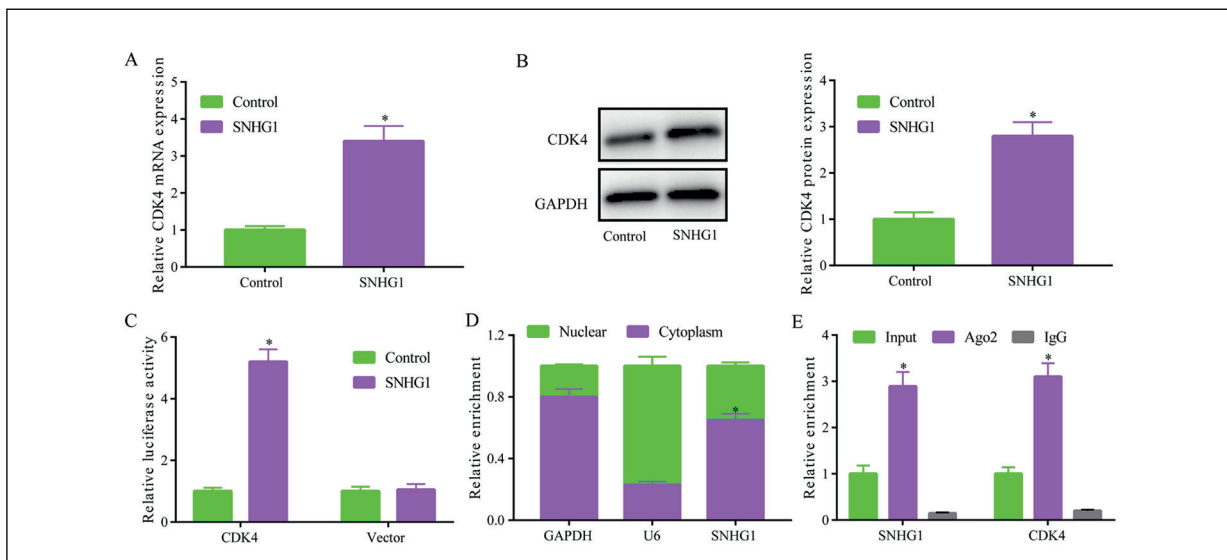 A
Relative CDK4 mRNA expression
5
4
3
2
1
0
Control
SNHG1
*
Control
SNHG1
B
CDK4
GAPDH
Control
SNHG1
Relative CDK4 protein expression
4
3
2
1
0
Control
SNHG1
*
Control
SNHG1
C
Relative luciferase activity
8
6
4
2
0
*
Control
SNHG1
CDK4
Vector
D
Nuclear
Cytoplasm
Relative enrichment
1.2
0.8
0.4
0.0
*
GAPDH
U6
SNHG1
E
Input
Ago2
IgG
Relative enrichment
4
3
2
1
0
*
*
SNHG1
CDK4